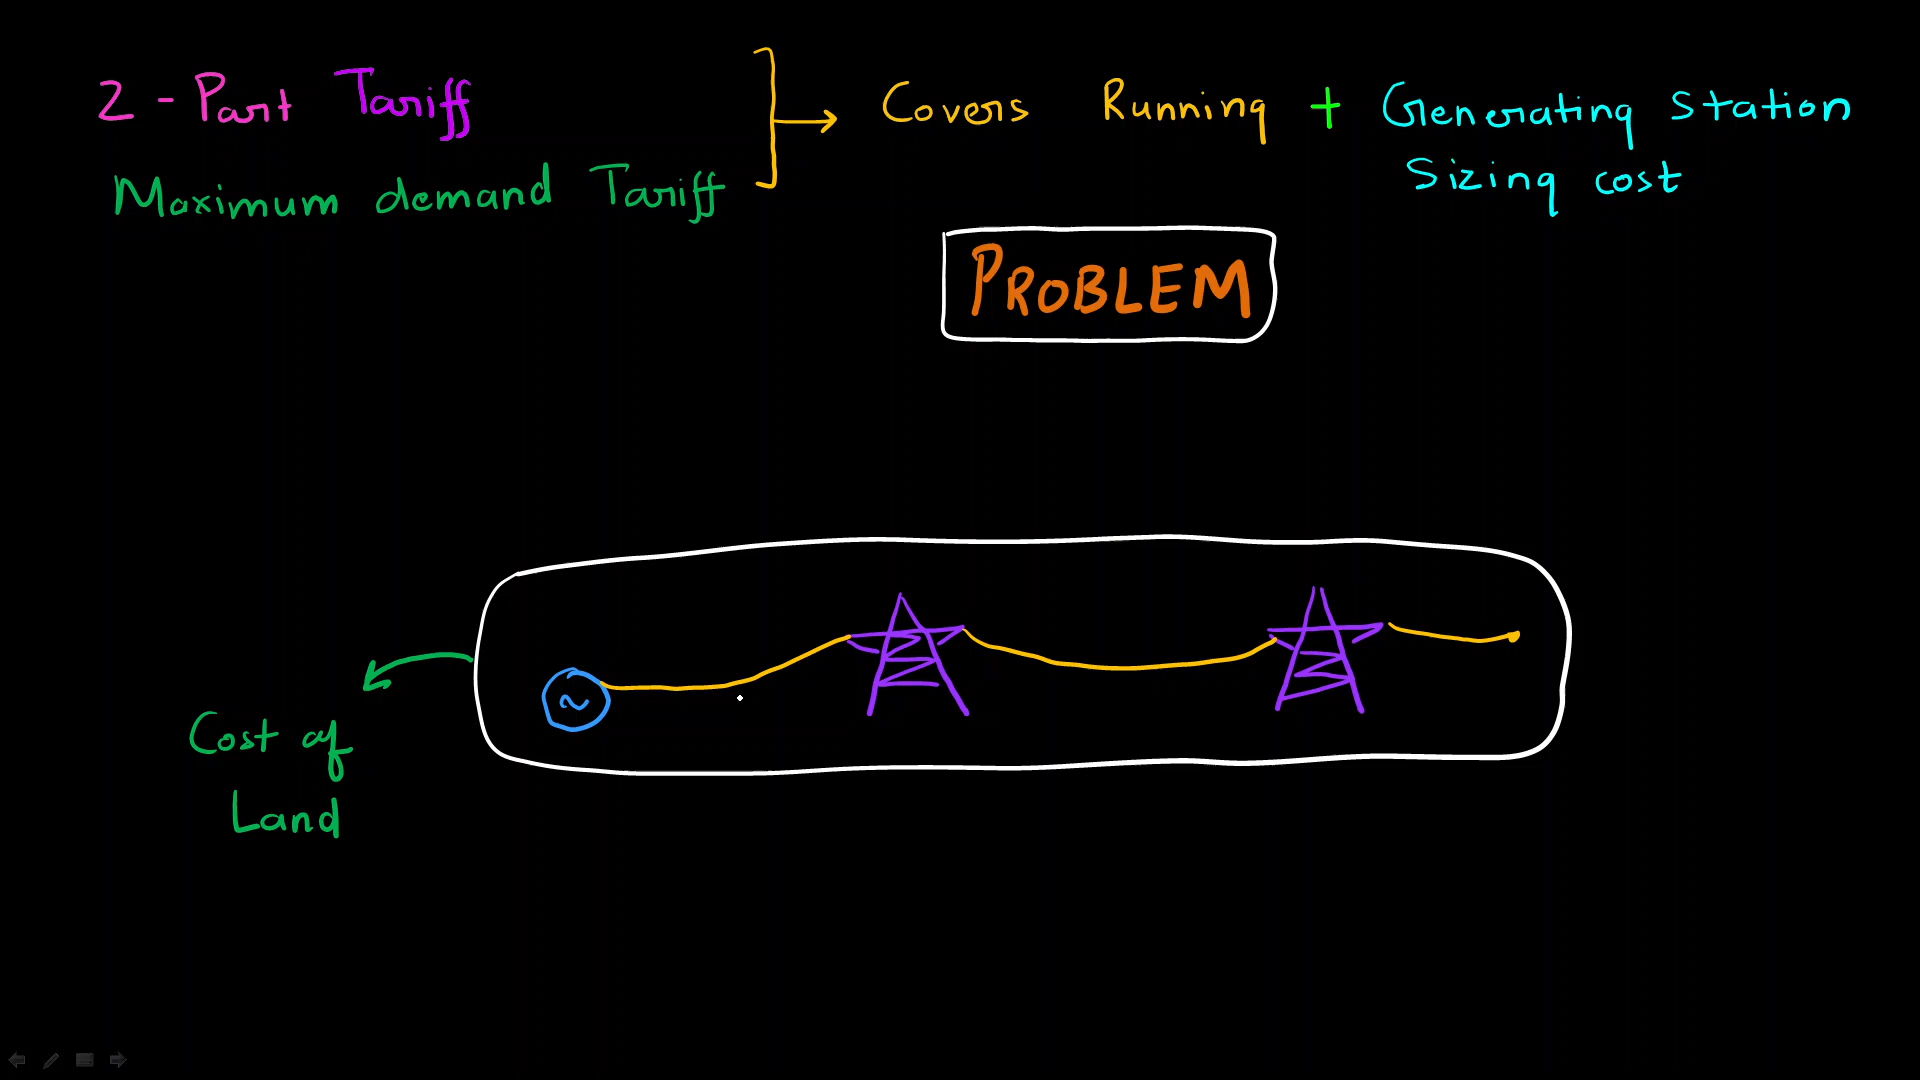 2 - Part Tariff
Maximum demand Tariff
Covers Running + Generating Station
Sizing cost
PROBLEM
~
Cost of
Land